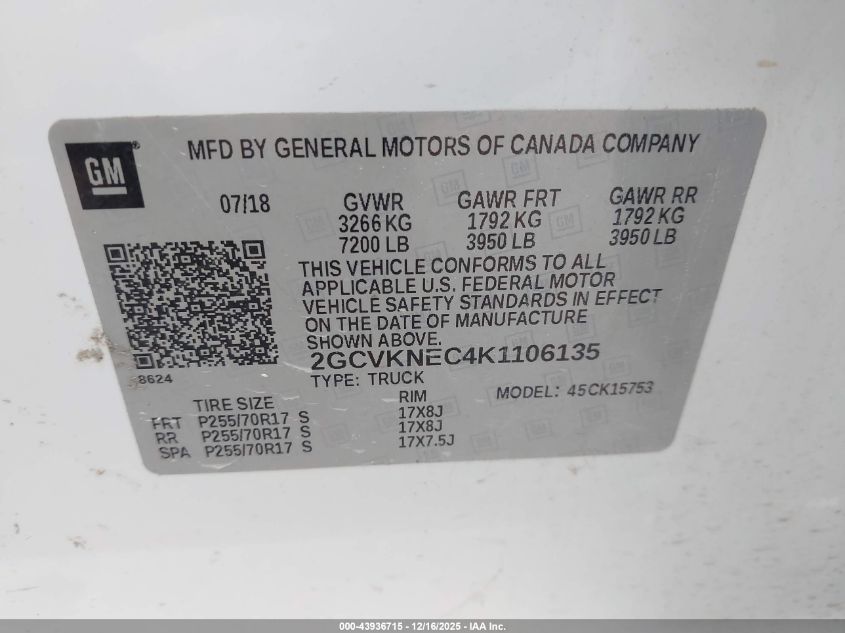 GM
MFD BY GENERAL MOTORS OF CANADA COMPANY
07/18 GVWR GAWR FRT GAWR RR
3266 KG 1792 KG 1792 KG
7200 LB 3950 LB 3950 LB
THIS VEHICLE CONFORMS TO ALL
APPLICABLE U.S. FEDERAL MOTOR
VEHICLE SAFETY STANDARDS IN EFFECT
ON THE DATE OF MANUFACTURE
SHOWN ABOVE.
2GCVKNEC4K1106135
8624 TYPE: TRUCK MODEL: 45CK15753
TIRE SIZE RIM
FRT P255/70R17 S 17X8J
RR P255/70R17 S 17X8J
SPA P255/70R17 S 17X7.5J
000-43936715 - 12/16/2025 - IAA Inc.